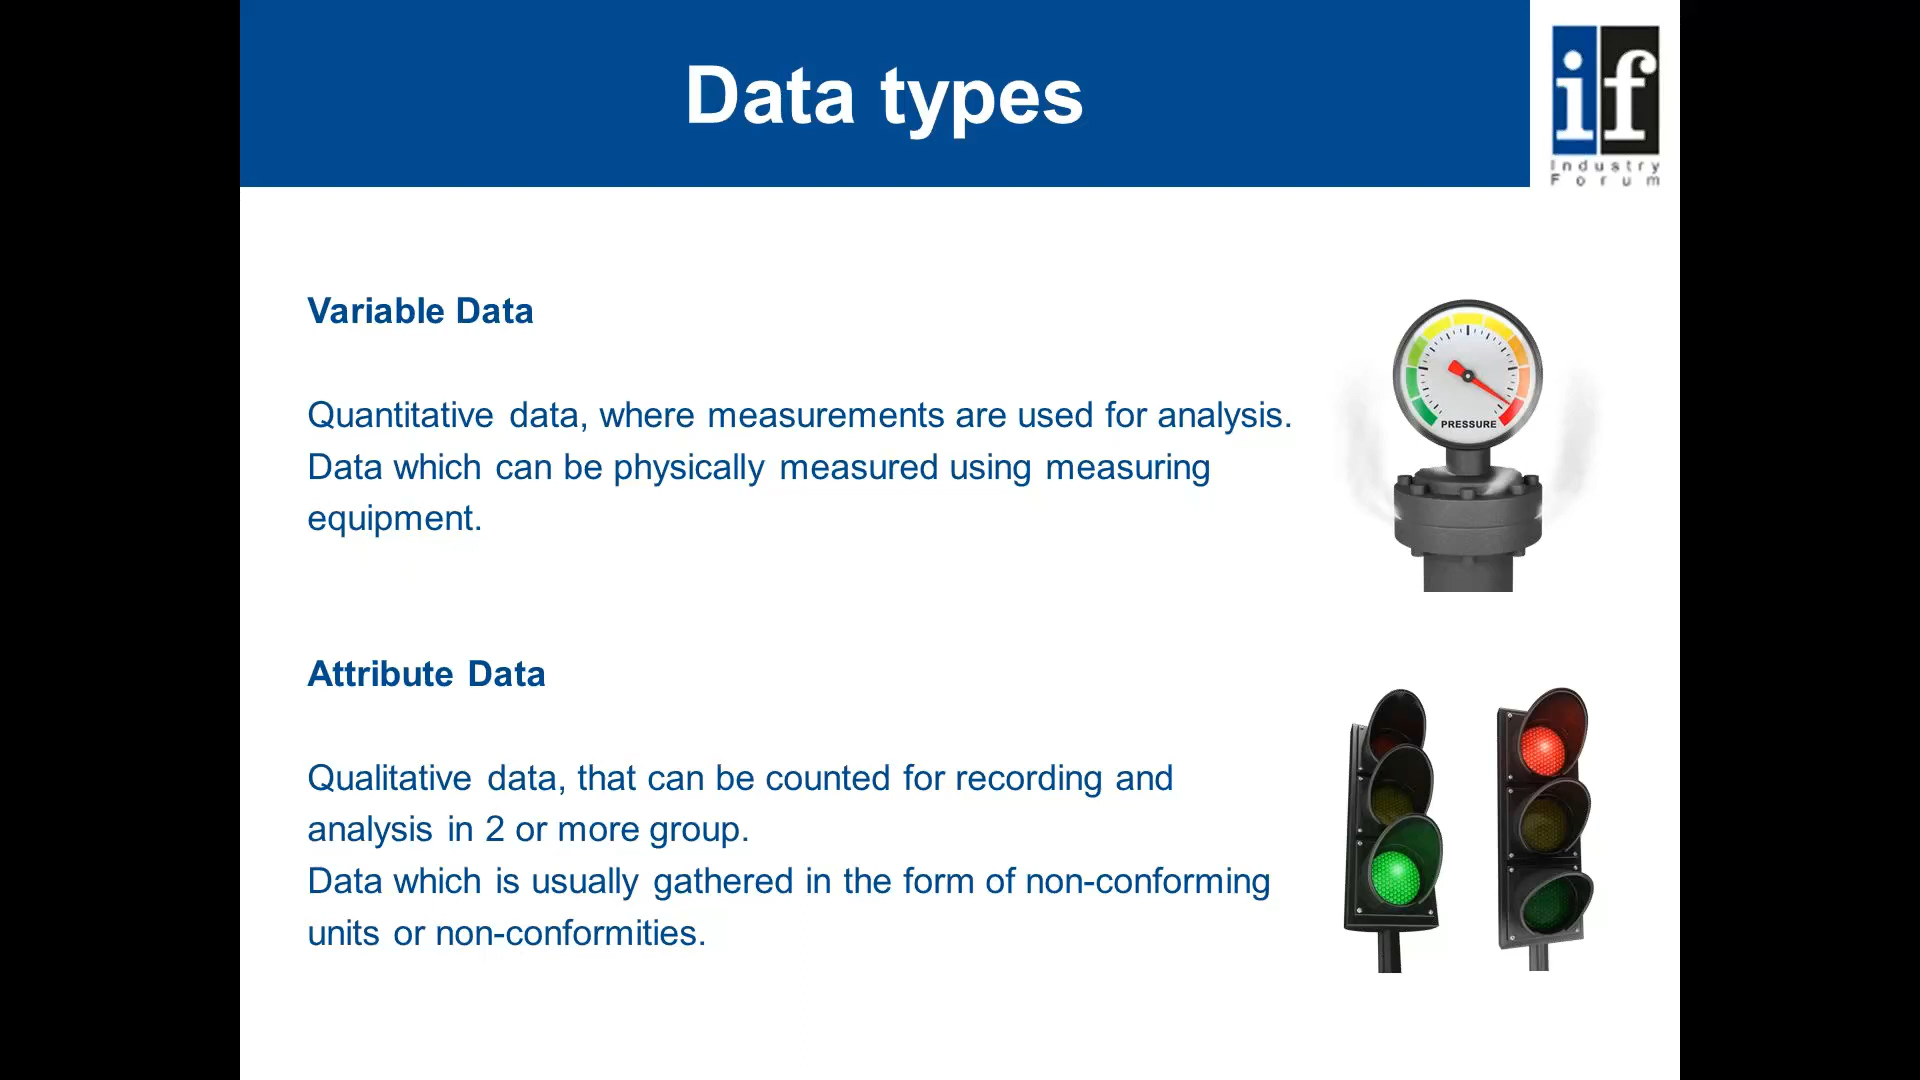 Data types
if
Industry
Forum
Variable Data
Quantitative data, where measurements are used for analysis.
Data which can be physically measured using measuring
equipment.
PRESSURE
Attribute Data
Qualitative data, that can be counted for recording and
analysis in 2 or more group.
Data which is usually gathered in the form of non-conforming
units or non-conformities.